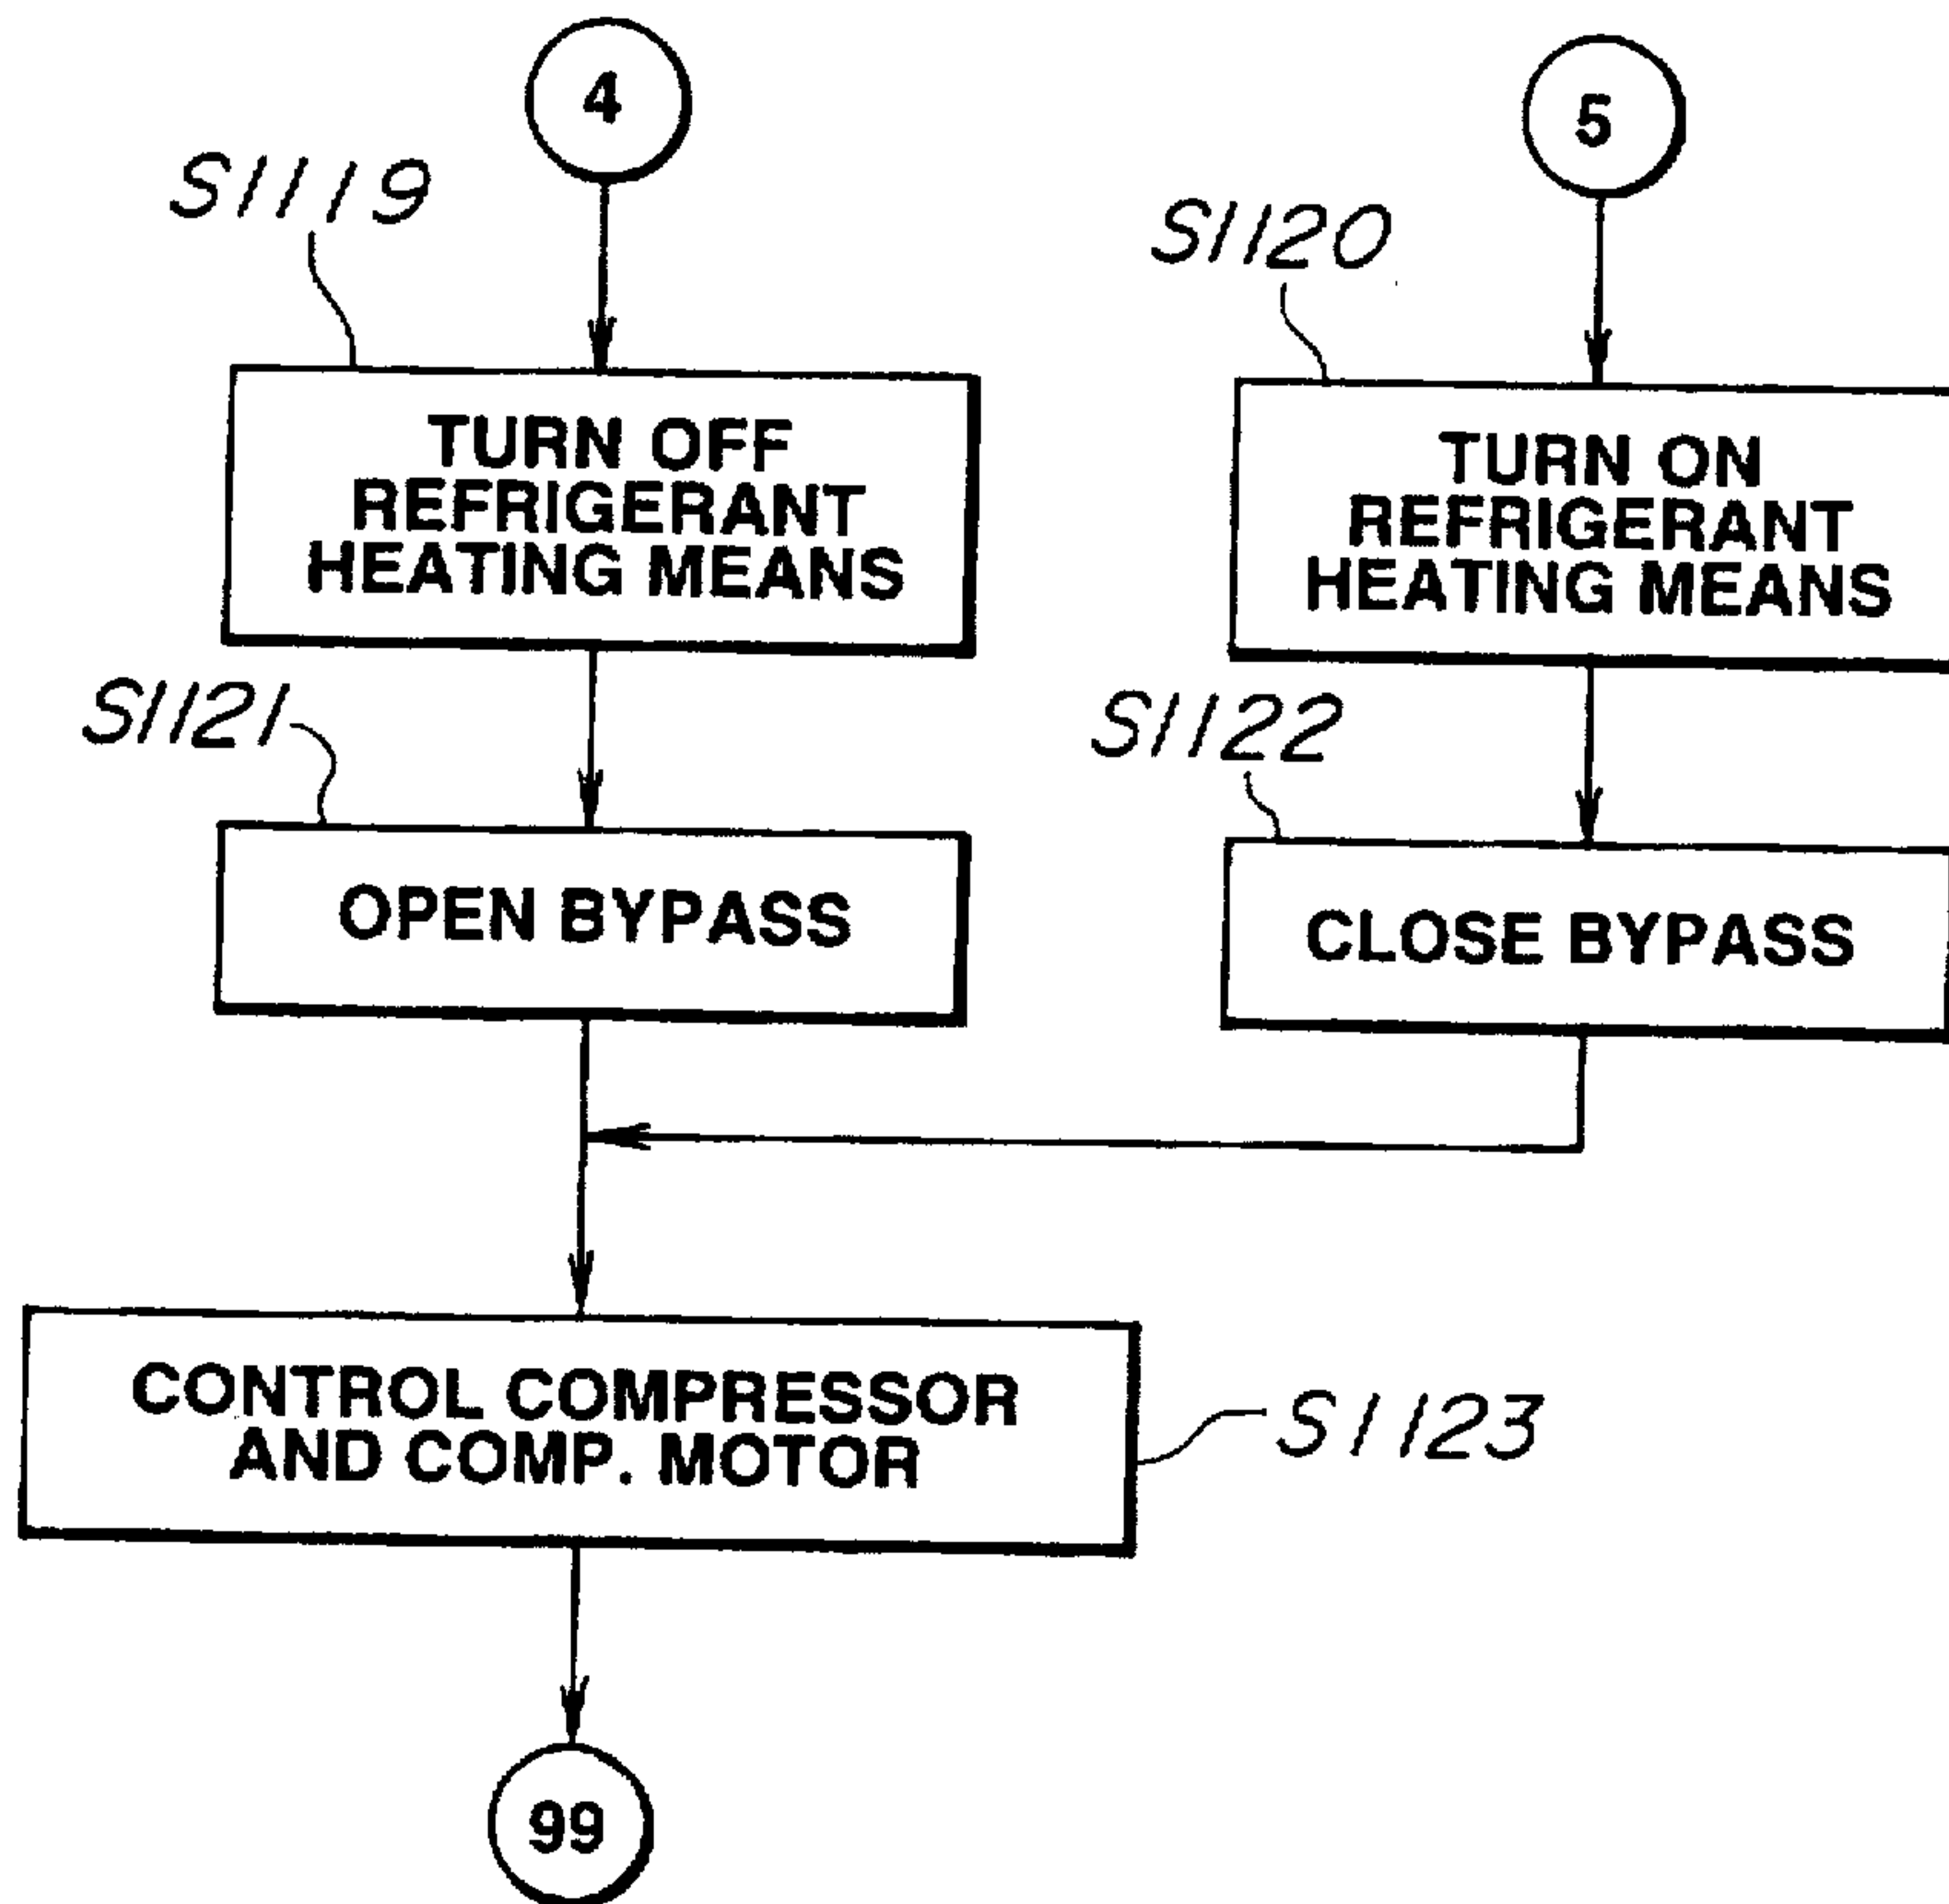 4
5
S1119
S1120
TURN OFF
REFRIGERANT
HEATING MEANS
TURN ON
REFRIGERANT
HEATING MEANS
S1121
S1122
OPEN BYPASS
CLOSE BYPASS
CONTROL COMPRESSOR
AND COMP. MOTOR
S1123
99